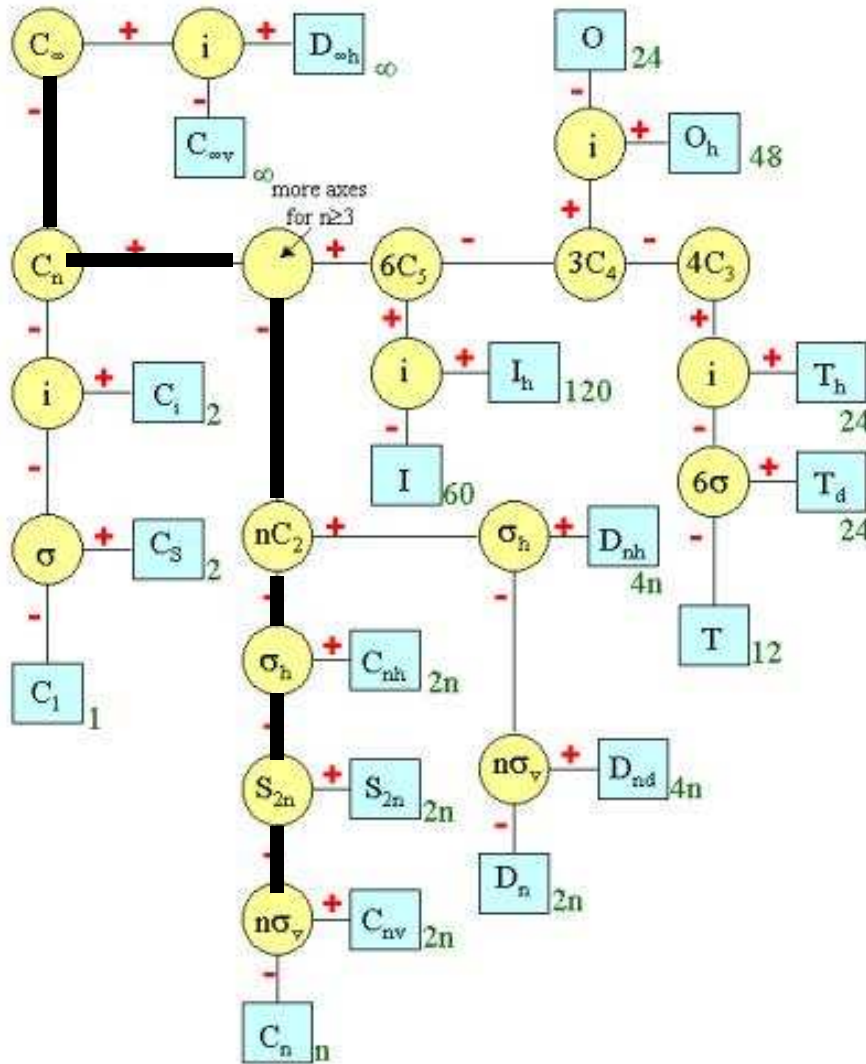 C∞ + i + D∞h ∞
O 24
- - -
C∞v ∞
i + Oh 48
more axes
for n≥3
+
Cn + + 6C5 - 3C4 - 4C3
- - + +
i + Ci 2
i + Ih 120
i + Th 24
- - -
I 60
6σ + Td 24
nC2 + σh + Dnh 4n
σ + CS 2
- - - -
σh + Cnh 2n
T 12
C1 1
-
S2n + S2n 2n
nσv + Dnd 4n
- -
Dn 2n
nσv + Cnv 2n
-
Cn n